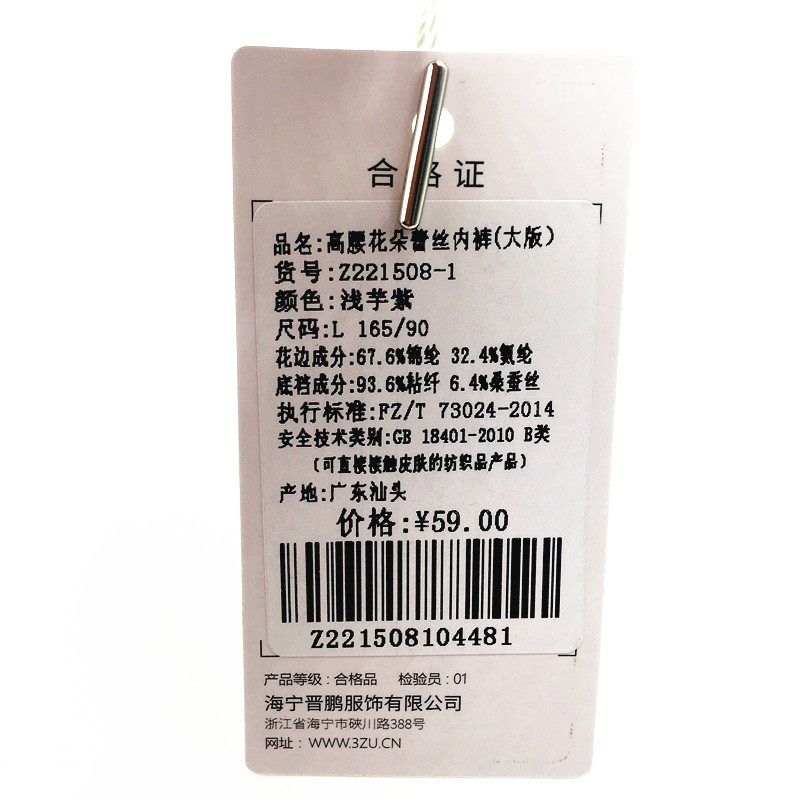 合格证
品名:高腰花朵蕾丝内裤(大版)
货号:Z221508-1
颜色:浅芋紫
尺码:L 165/90
花边成分:67.6%锦纶 32.4%氨纶
底裆成分:93.6%粘纤 6.4%桑蚕丝
执行标准:FZ/T 73024-2014
安全技术类别:GB 18401-2010 B类
(可直接接触皮肤的纺织品产品)
产地:广东汕头
价格:¥59.00
Z221508104481
产品等级:合格品 检验员:01
海宁晋鹏服饰有限公司
浙江省海宁市硖川路388号
网址:WWW.3ZU.CN